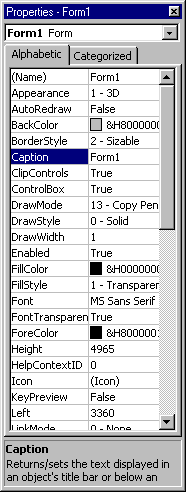 Properties - Form1
Form1 Form
Alphabetic Categorized
(Name) Form1
Appearance 1 - 3D
AutoRedraw False
BackColor &H8000000
BorderStyle 2 - Sizable
Caption Form1
ClipControls True
ControlBox True
DrawMode 13 - Copy Pen
DrawStyle 0 - Solid
DrawWidth 1
Enabled True
FillColor &H0000000
FillStyle 1 - Transparen
Font MS Sans Serif
FontTransparen True
ForeColor &H8000001
Height 4965
HelpContextID 0
Icon (Icon)
KeyPreview False
Left 3360
LinkMode 0 - None
Caption
Returns/sets the text displayed in
an object's title bar or below an